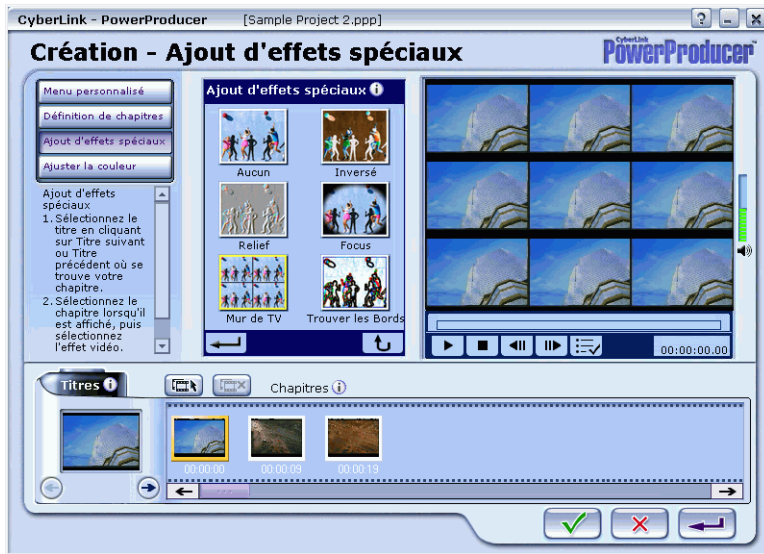 CyberLink - PowerProducer [Sample Project 2.ppp]
Création - Ajout d'effets spéciaux
CyberLink
PowerProducer
Menu personnalisé
Définition de chapitres
Ajout d'effets spéciaux
Ajuster la couleur
Ajout d'effets
spéciaux
1. Sélectionnez le
titre en cliquant
sur Titre suivant
ou Titre
précédent où se
trouve votre
chapitre.
2. Sélectionnez le
chapitre lorsqu'il
est affiché, puis
sélectionnez
l'effet vidéo.
Ajout d'effets spéciaux
Aucun
Inversé
Relief
Focus
Mur de TV
Trouver les Bords
00:00:00.00
Titres
Chapitres
00:00:00
00:00:09
00:00:19